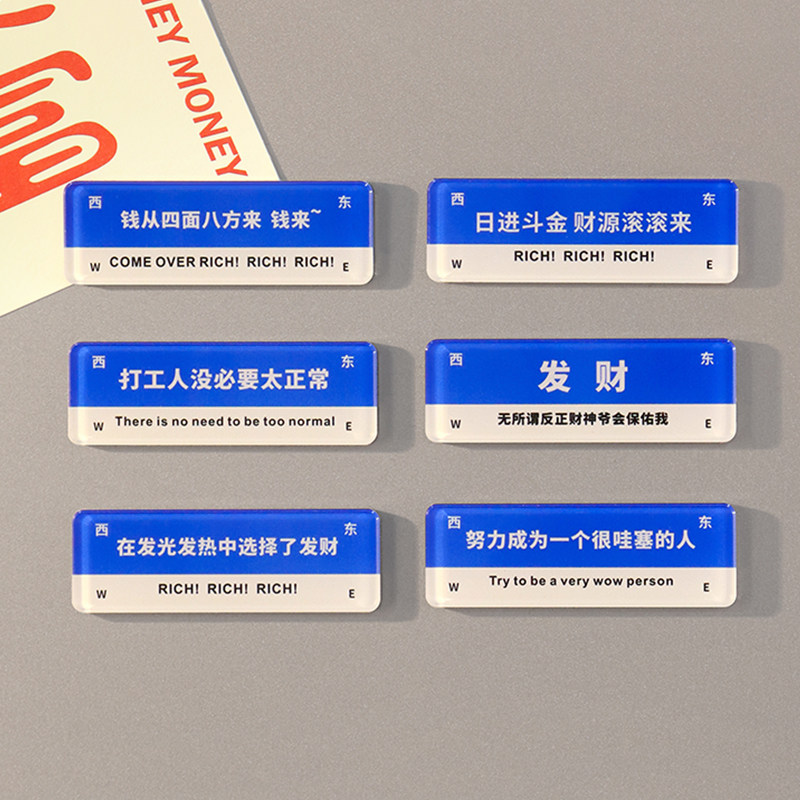 EY MONEY
西 东
钱从四面八方来 钱来~
W COME OVER RICH! RICH! RICH! E
西 东
日进斗金 财源滚滚来
W RICH! RICH! RICH! E
西 东
打工人没必要太正常
W There is no need to be too normal E
西 东
发 财
W 无所谓反正财神爷会保佑我 E
西 东
在发光发热中选择了发财
W RICH! RICH! RICH! E
西 东
努力成为一个很哇塞的人
W Try to be a very wow person E